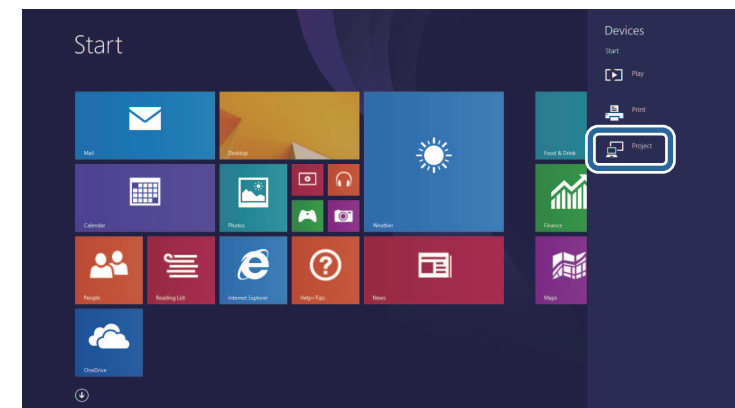 Start
Mail
Desktop
Calendar
Photos
Weather
Food & Drink
Finance
People
Reading List
Internet Explorer
Help+Tips
News
Maps
OneDrive
Devices
Start
Play
Print
Project